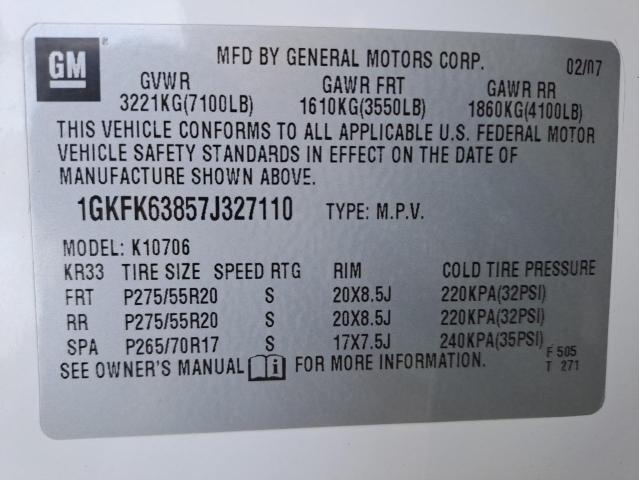 GM ®
MFD BY GENERAL MOTORS CORP. 02/07
GVWR GAWR FRT GAWR RR
3221KG(7100LB) 1610KG(3550LB) 1860KG(4100LB)
THIS VEHICLE CONFORMS TO ALL APPLICABLE U.S. FEDERAL MOTOR
VEHICLE SAFETY STANDARDS IN EFFECT ON THE DATE OF
MANUFACTURE SHOWN ABOVE.
1GKFK63857J327110 TYPE: M.P.V.
MODEL: K10706
KR33 TIRE SIZE SPEED RTG RIM COLD TIRE PRESSURE
FRT P275/55R20 S 20X8.5J 220KPA(32PSI)
RR P275/55R20 S 20X8.5J 220KPA(32PSI)
SPA P265/70R17 S 17X7.5J 240KPA(35PSI)
F 505
SEE OWNER'S MANUAL i FOR MORE INFORMATION. T 271